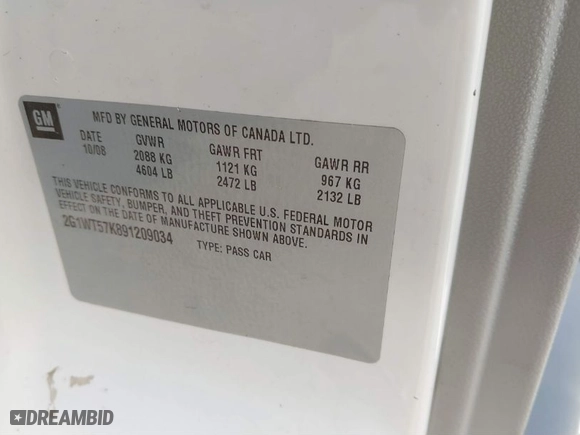 GM
MFD BY GENERAL MOTORS OF CANADA LTD.
DATE GVWR GAWR FRT GAWR RR
10/08 2088 KG 1121 KG 967 KG
4604 LB 2472 LB 2132 LB
THIS VEHICLE CONFORMS TO ALL APPLICABLE U.S. FEDERAL MOTOR
VEHICLE SAFETY, BUMPER, AND THEFT PREVENTION STANDARDS IN
EFFECT ON THE DATE OF MANUFACTURE SHOWN ABOVE.
2G1WT57K891209034 TYPE: PASS CAR
DREAMBID